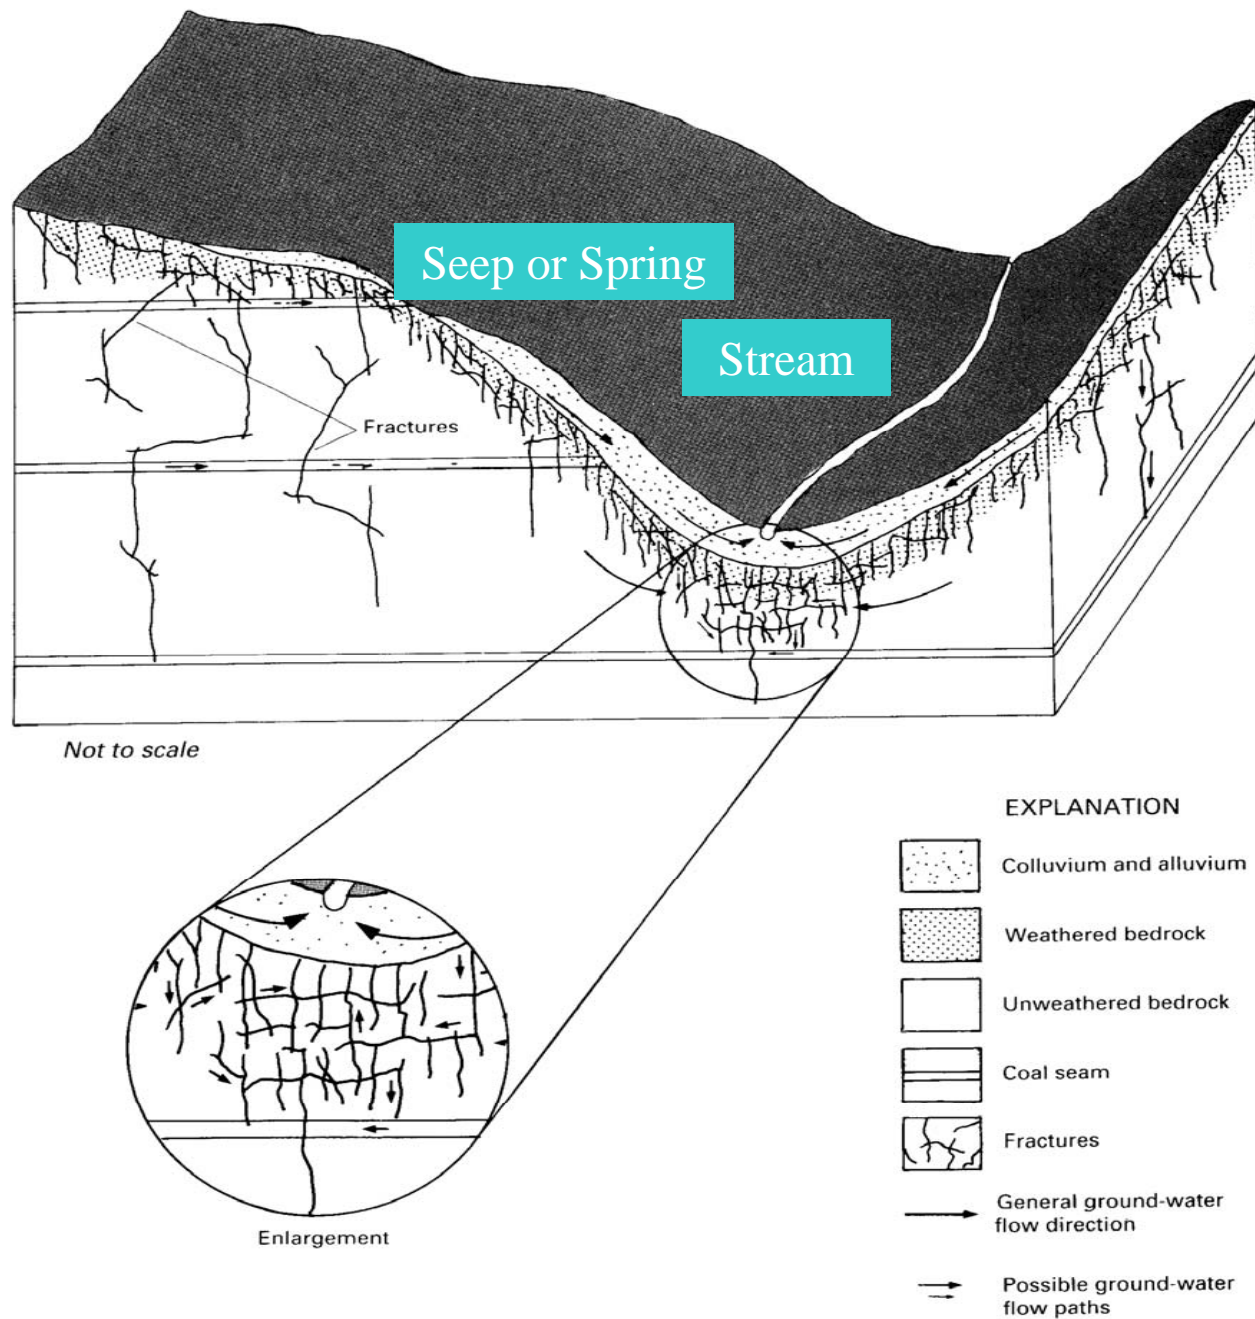 Seep or Spring
Stream
Fractures
Not to scale
Enlargement
EXPLANATION
Colluvium and alluvium
Weathered bedrock
Unweathered bedrock
Coal seam
Fractures
General ground-water
flow direction
Possible ground-water
flow paths